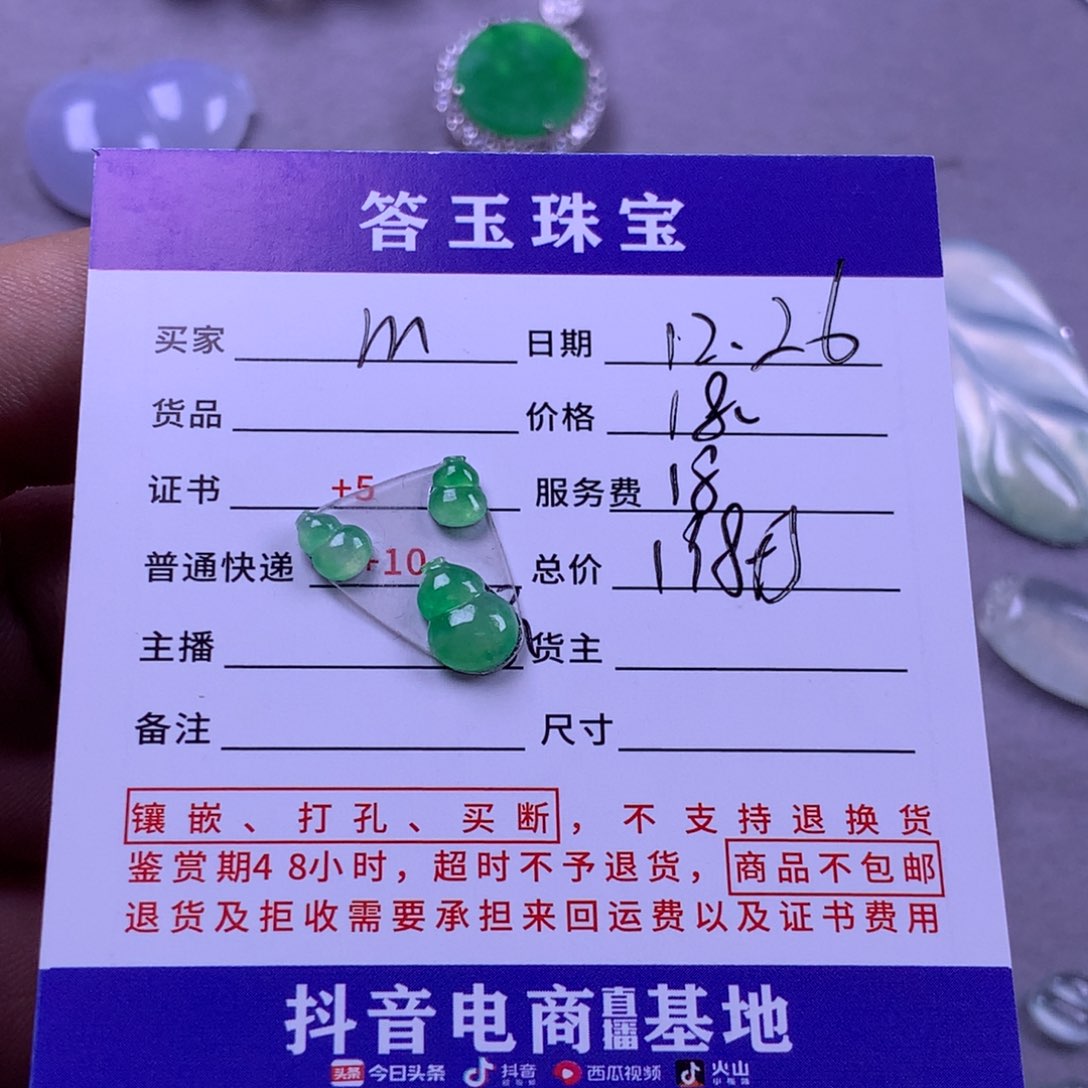 答玉珠宝
买家 m 日期 12.26
货品 价格 180
证书 +5 服务费 18
普通快递 +10 总价 198
主播 货主
备注 尺寸
镶嵌、打孔、买断，不支持退换货
鉴赏期48小时，超时不予退货，商品不包邮
退货及拒收需要承担来回运费以及证书费用
抖音电商直播基地
头条 今日头条 抖音 西瓜视频 火山